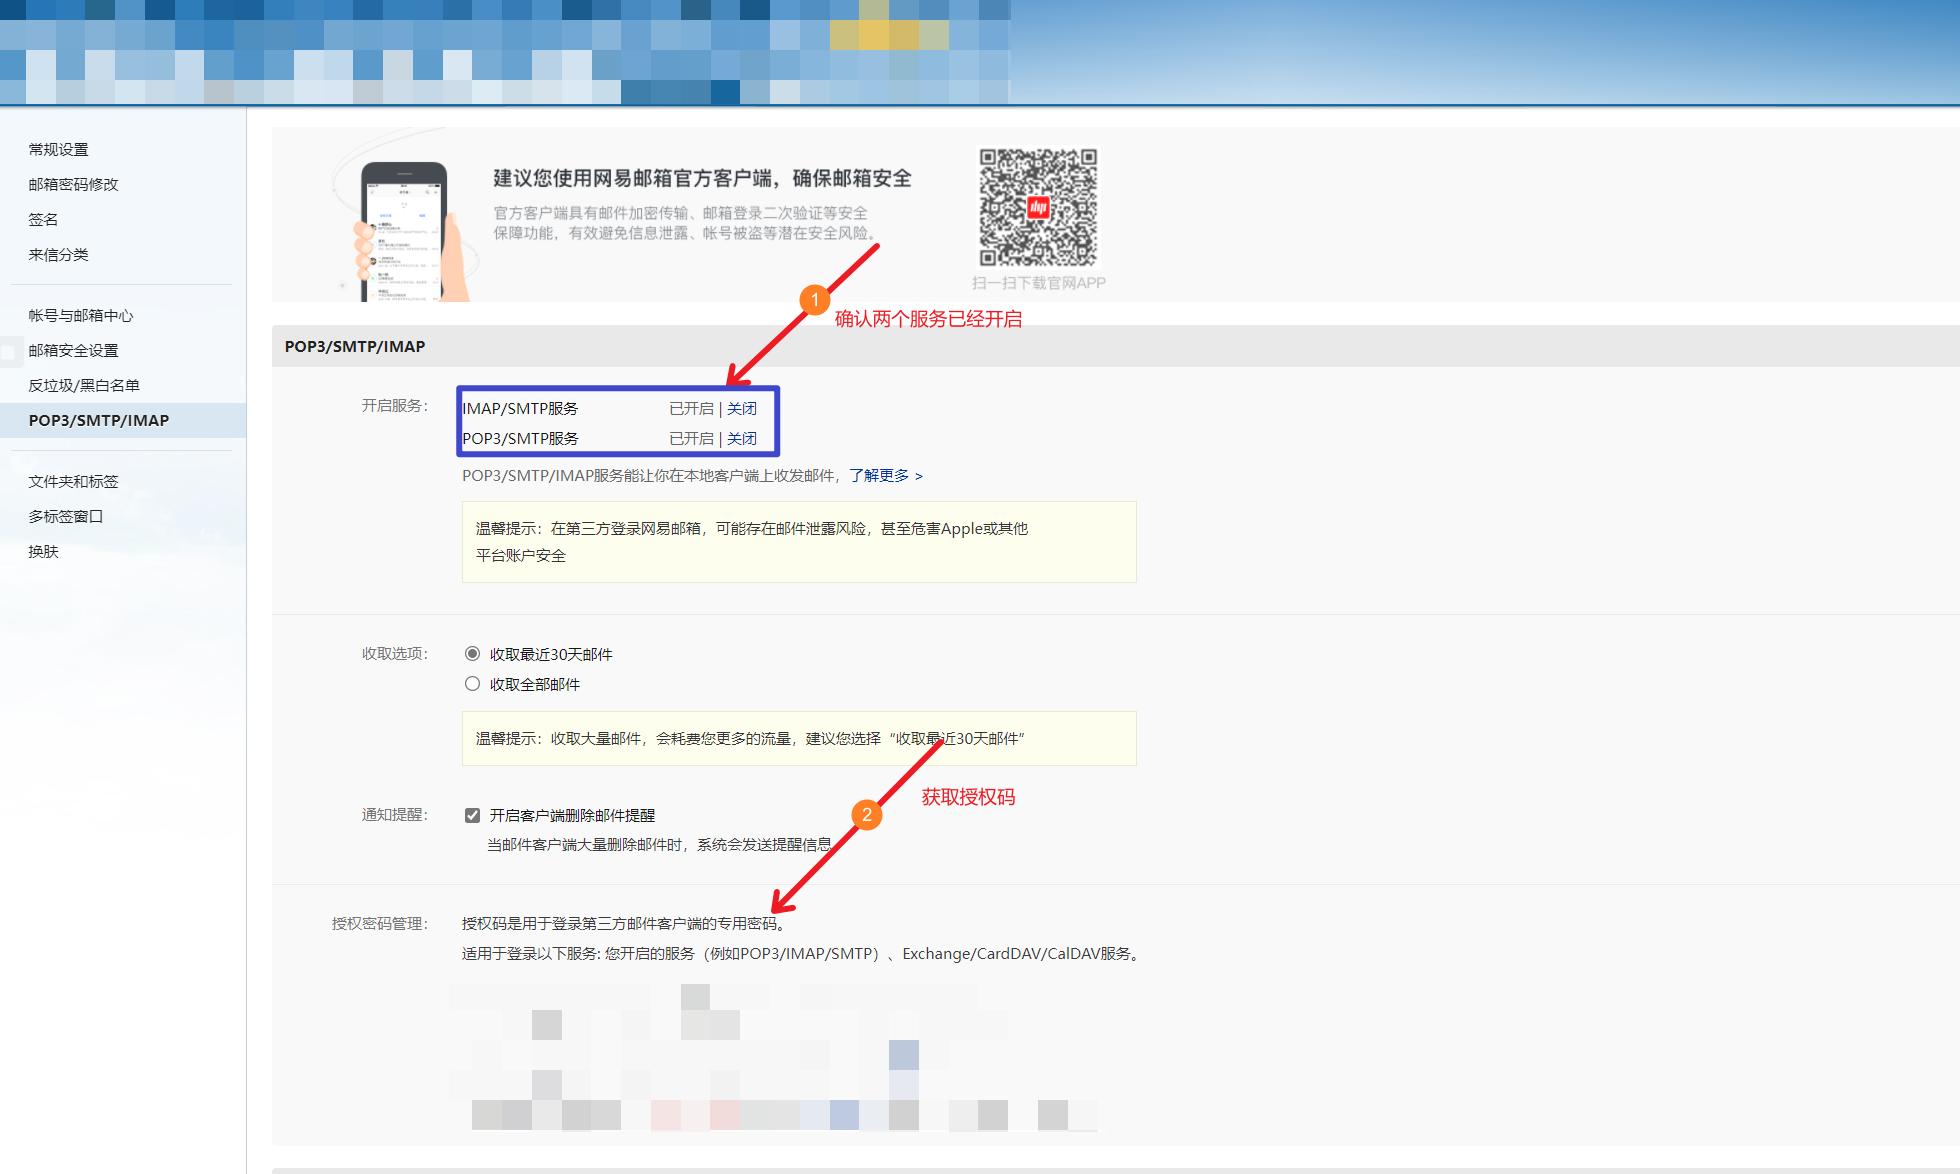 常规设置
邮箱密码修改
签名
来信分类
帐号与邮箱中心
邮箱安全设置
反垃圾/黑白名单
POP3/SMTP/IMAP
文件夹和标签
多标签窗口
换肤
建议您使用网易邮箱官方客户端，确保邮箱安全
官方客户端具有邮件加密传输、邮箱登录二次验证等安全
保障功能，有效避免信息泄露、帐号被盗等潜在安全风险。
扫一扫下载官网APP
1
确认两个服务已经开启
POP3/SMTP/IMAP
开启服务：
IMAP/SMTP服务 已开启 | 关闭
POP3/SMTP服务 已开启 | 关闭
POP3/SMTP/IMAP服务能让你在本地客户端上收发邮件，了解更多 >
温馨提示：在第三方登录网易邮箱，可能存在邮件泄露风险，甚至危害Apple或其他
平台账户安全
收取选项：
收取最近30天邮件
收取全部邮件
温馨提示：收取大量邮件，会耗费您更多的流量，建议您选择“收取最近30天邮件”
获取授权码
2
通知提醒：
开启客户端删除邮件提醒
当邮件客户端大量删除邮件时，系统会发送提醒信息
授权密码管理：
授权码是用于登录第三方邮件客户端的专用密码。
适用于登录以下服务: 您开启的服务（例如POP3/IMAP/SMTP）、Exchange/CardDAV/CalDAV服务。